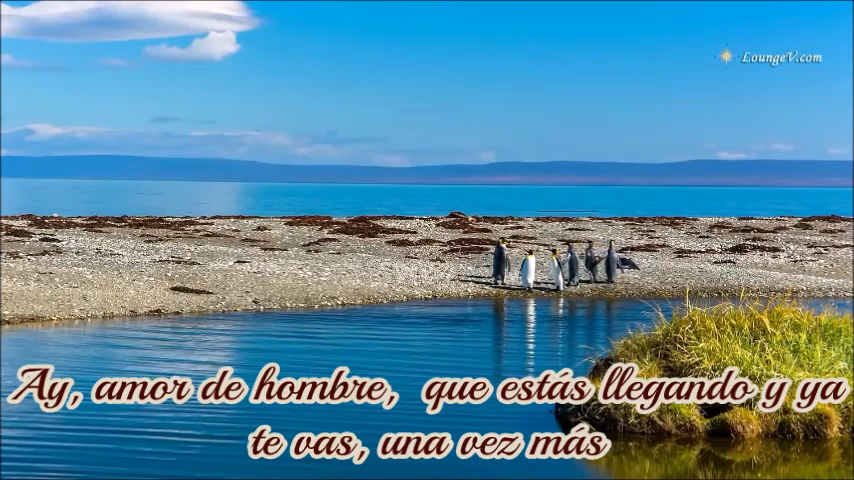 LoungeV.com
Ay, amor de hombre, que estás llegando y ya
te vas, una vez más